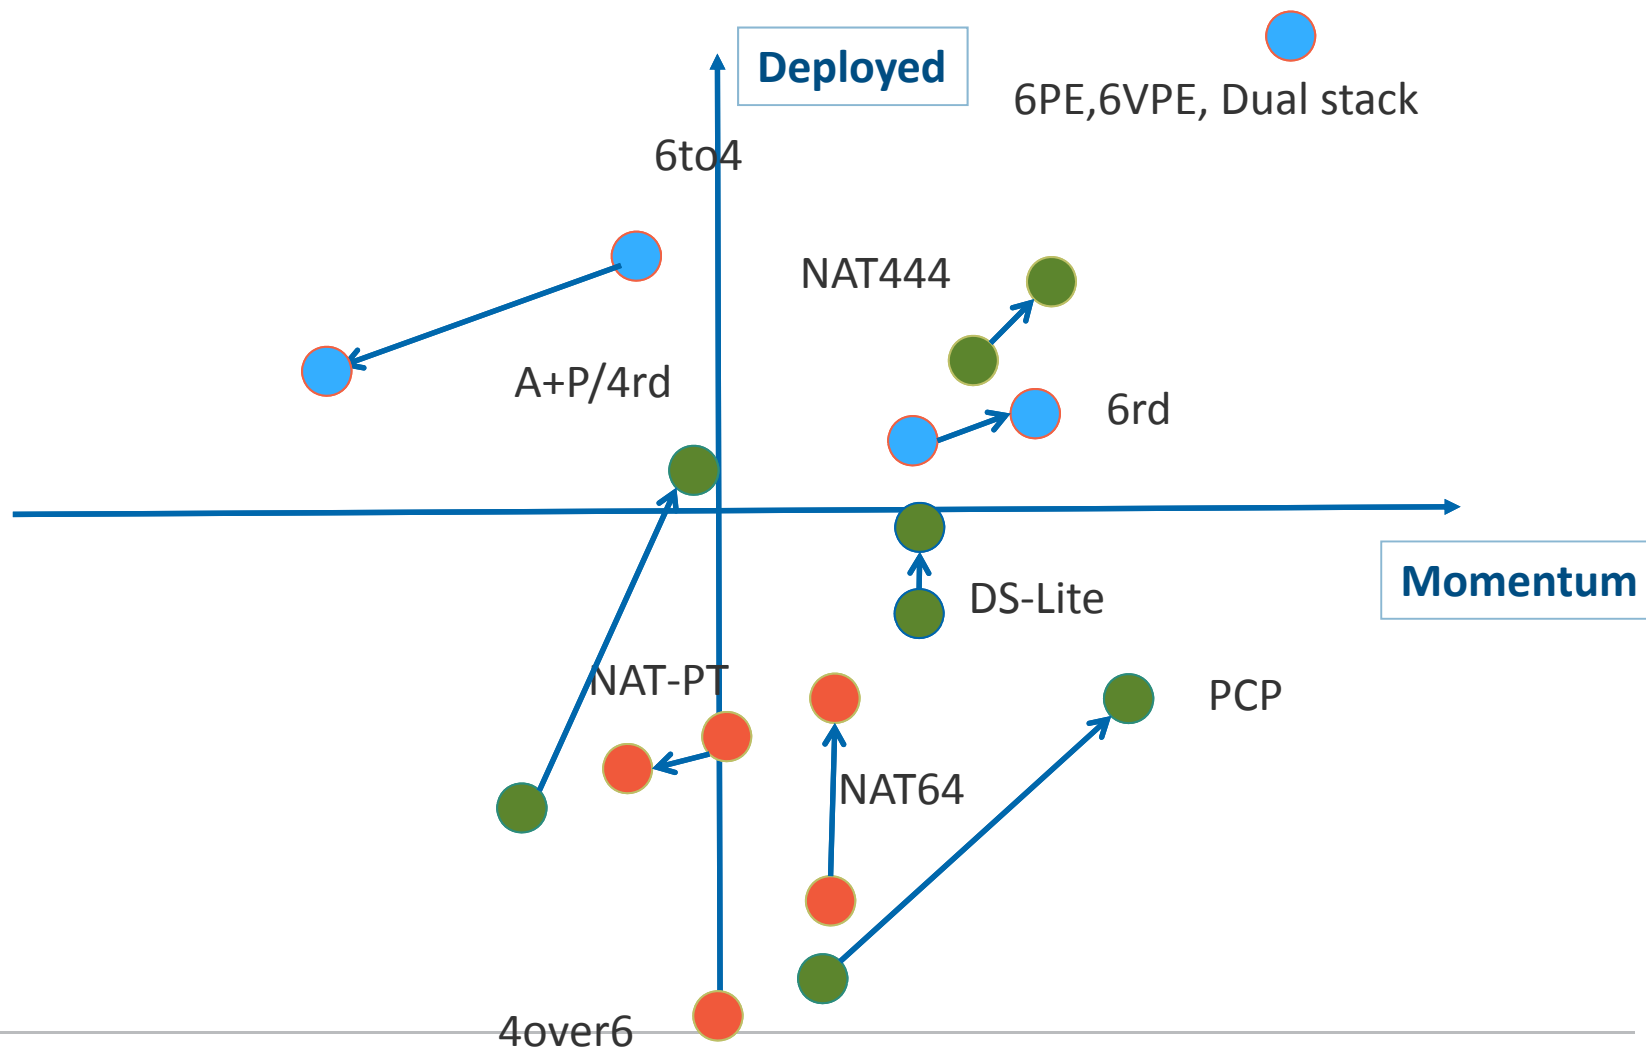 Deployed
6PE,6VPE, Dual stack
6to4
NAT444
A+P/4rd
6rd
Momentum
DS-Lite
NAT-PT
PCP
NAT64
4over6